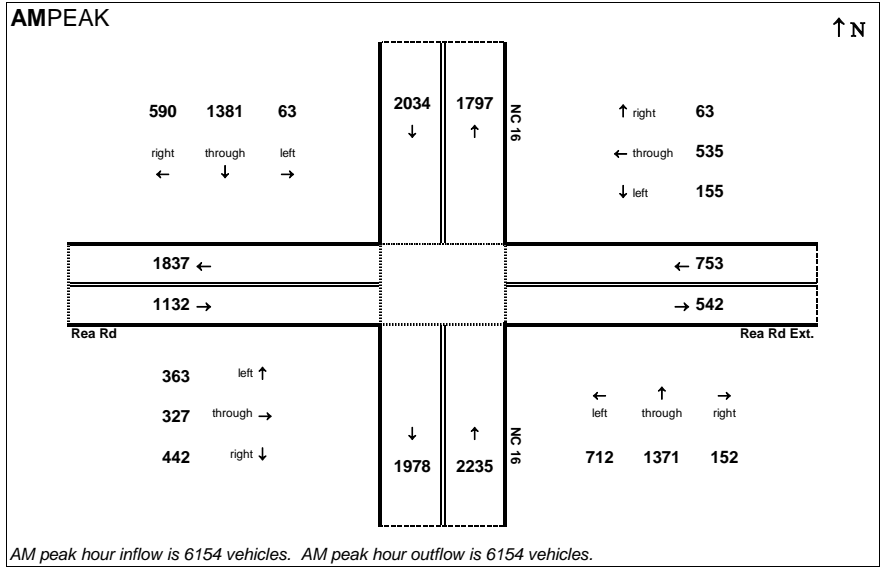 AMPEAK
↑ N
590 1381 63
right through left
← ↓ →
2034 1797
↓ ↑
NC 16
↑ right 63
← through 535
↓ left 155
1837 ←
1132 →
← 753
→ 542
Rea Rd
Rea Rd Ext.
363 left ↑
327 through →
442 right ↓
↓ ↑
1978 2235
NC 16
← ↑ →
left through right
712 1371 152
AM peak hour inflow is 6154 vehicles. AM peak hour outflow is 6154 vehicles.